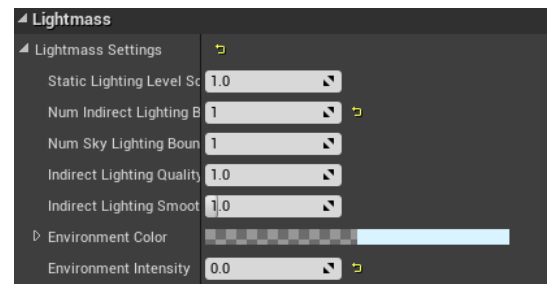 Lightmass
Lightmass Settings
Static Lighting Level Sc 1.0
Num Indirect Lighting B 1
Num Sky Lighting Boun 1
Indirect Lighting Quality 1.0
Indirect Lighting Smoot 1.0
Environment Color
Environment Intensity 0.0